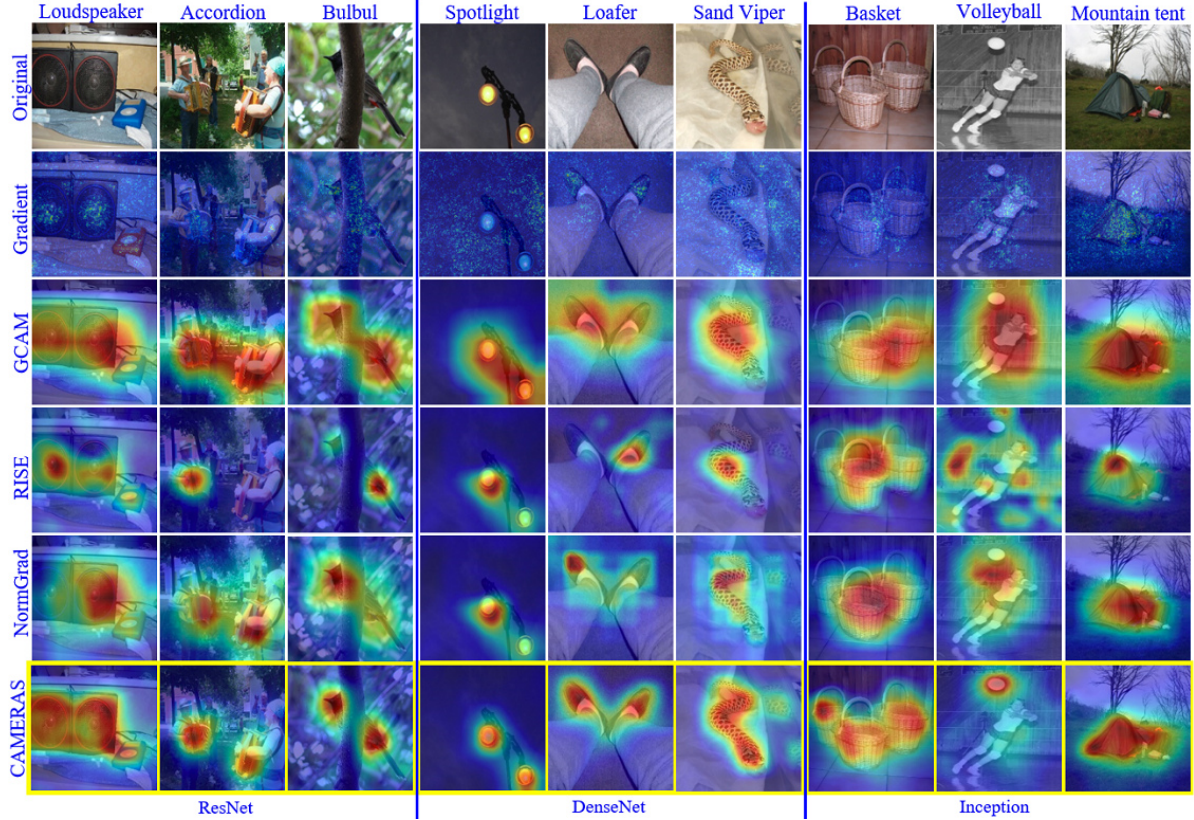 Loudspeaker Accordion Bulbul Spotlight Loafer Sand Viper Basket Volleyball Mountain tent
Original
Gradient
GCAM
RISE
NormGrad
CAMERAS
ResNet DenseNet Inception